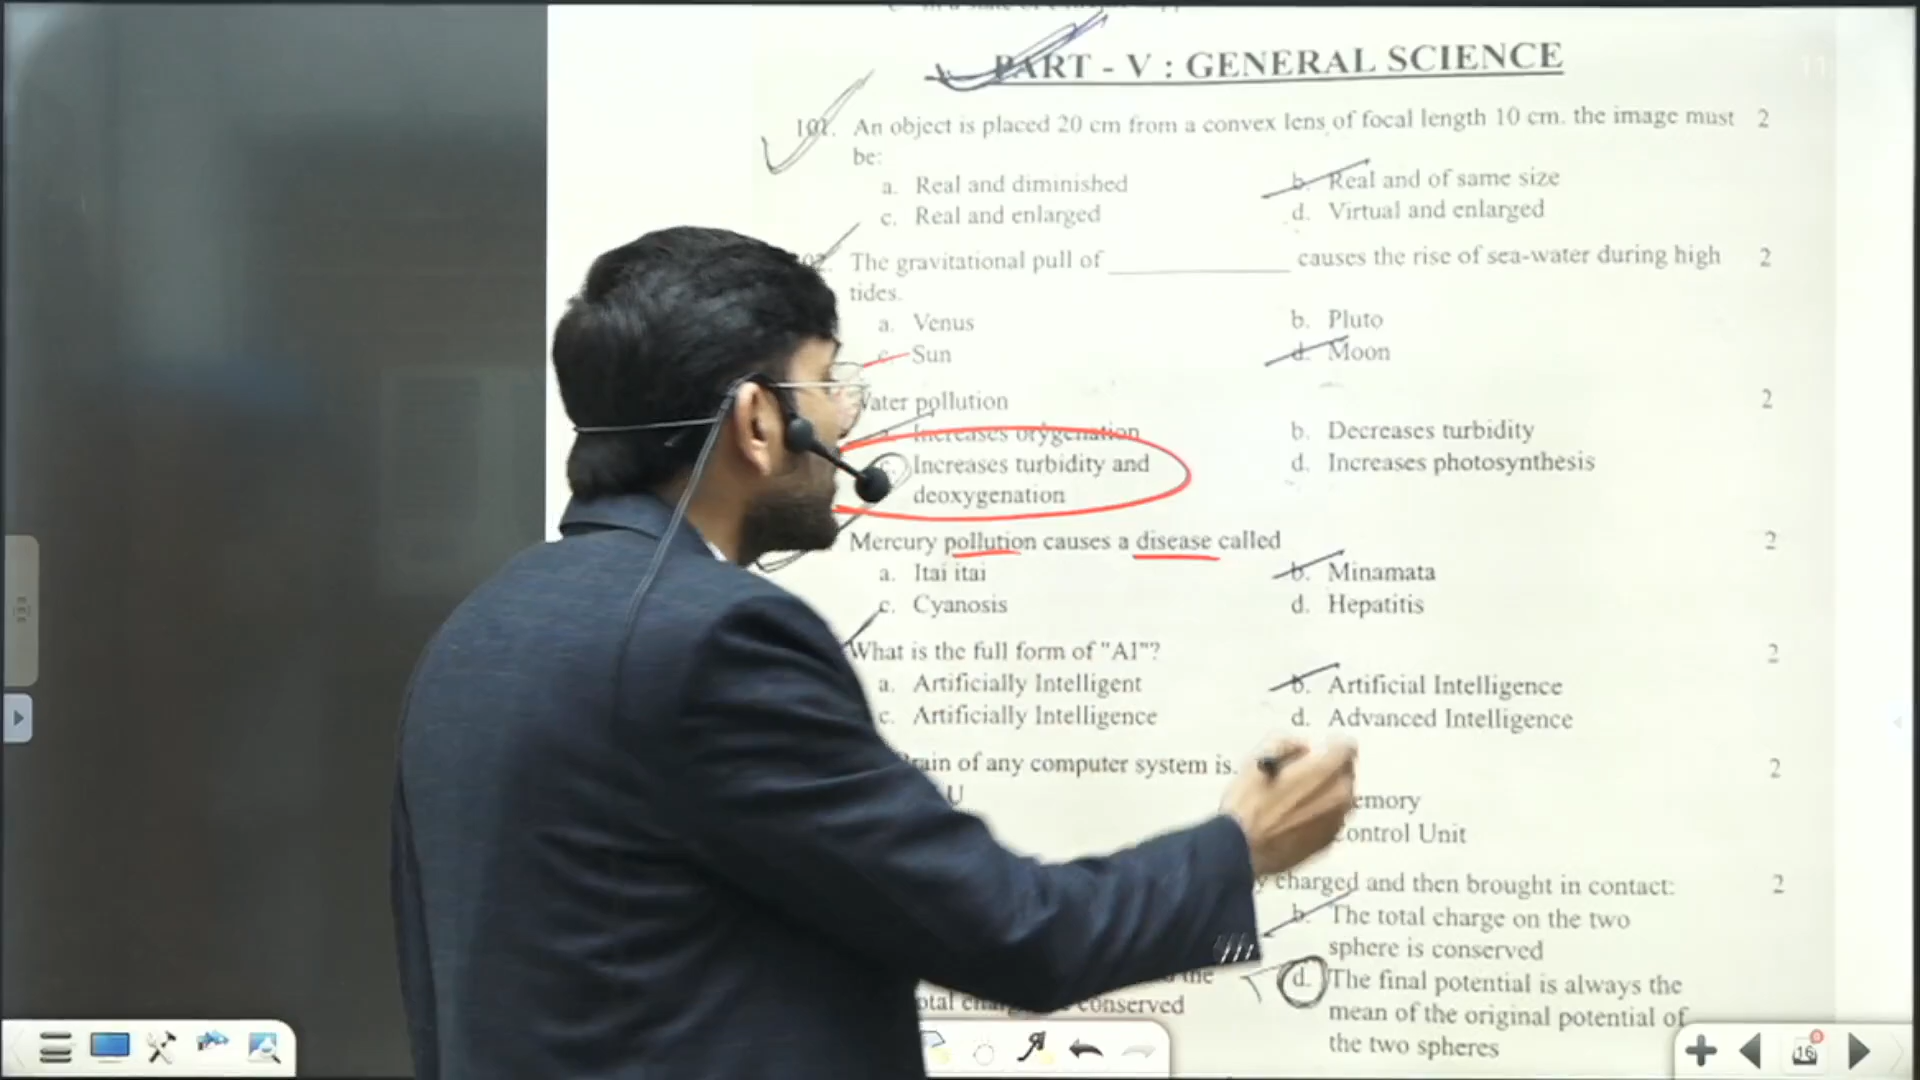 PART - V : GENERAL SCIENCE
101. An object is placed 20 cm from a convex lens of focal length 10 cm. the image must 2
be:
a. Real and diminished b. Real and of same size
c. Real and enlarged d. Virtual and enlarged
The gravitational pull of ____________ causes the rise of sea-water during high 2
tides.
a. Venus b. Pluto
c. Sun d. Moon
Water pollution 2
a. Increases orygenation b. Decreases turbidity
c. Increases turbidity and d. Increases photosynthesis
deoxygenation
Mercury pollution causes a disease called 2
a. Itai itai b. Minamata
c. Cyanosis d. Hepatitis
What is the full form of "AI"? 2
a. Artificially Intelligent b. Artificial Intelligence
c. Artificially Intelligence d. Advanced Intelligence
of any computer system is. 2
Control Unit
charged and then brought in contact: 2
b. The total charge on the two
sphere is conserved
the d. The final potential is always the
conserved mean of the original potential of
the two spheres
16